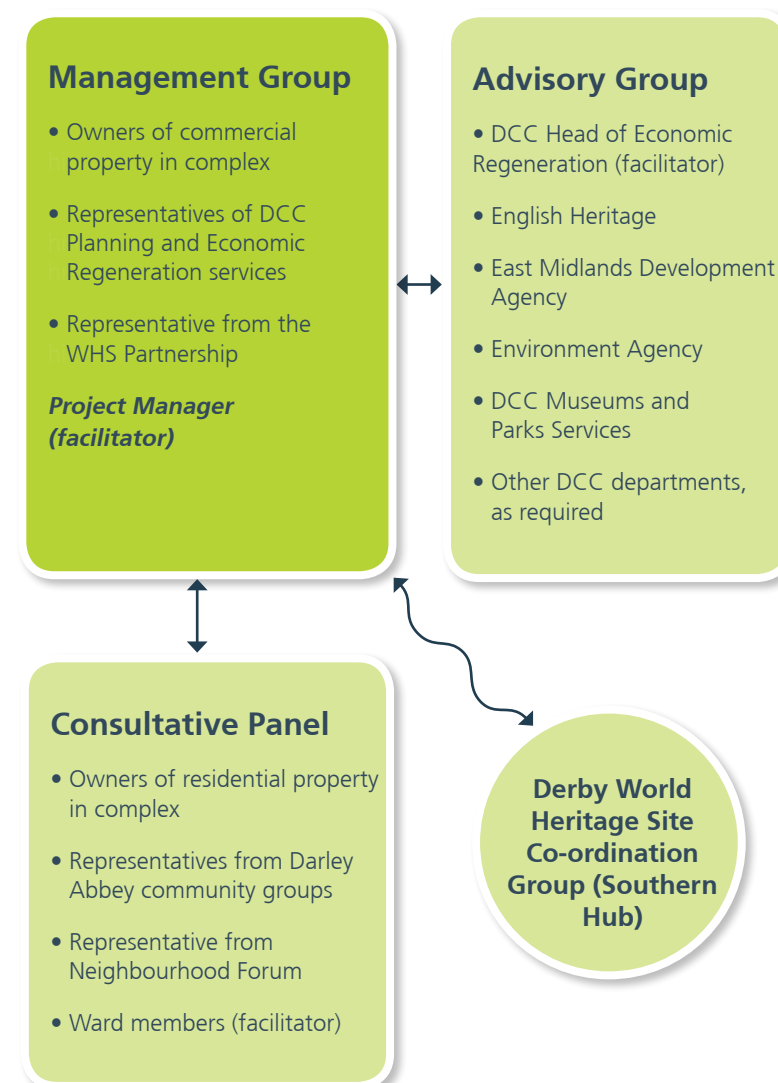 Management Group
• Owners of commercial
property in complex
• Representatives of DCC
Planning and Economic
Regeneration services
• Representative from the
WHS Partnership
Project Manager
(facilitator)
Advisory Group
• DCC Head of Economic
Regeneration (facilitator)
• English Heritage
• East Midlands Development
Agency
• Environment Agency
• DCC Museums and
Parks Services
• Other DCC departments,
as required
Consultative Panel
• Owners of residential property
in complex
• Representatives from Darley
Abbey community groups
• Representative from
Neighbourhood Forum
• Ward members (facilitator)
Derby World
Heritage Site
Co-ordination
Group (Southern
Hub)